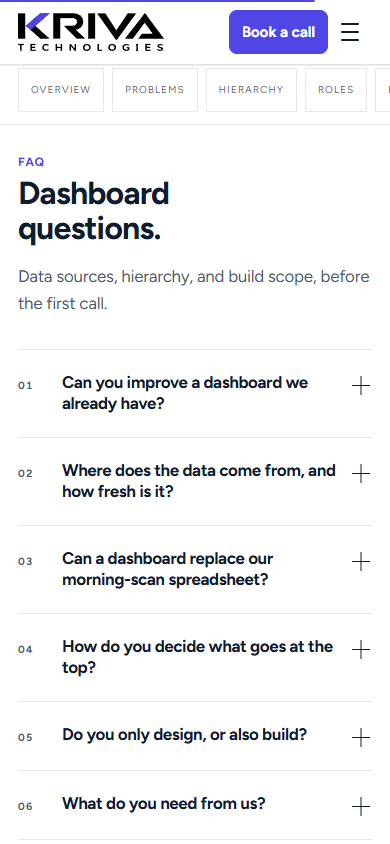 KRIVA
TECHNOLOGIES
Book a call
OVERVIEW
PROBLEMS
HIERARCHY
ROLES
FAQ
Dashboard
questions.
Data sources, hierarchy, and build scope, before
the first call.
01
Can you improve a dashboard we
already have?
02
Where does the data come from, and
how fresh is it?
03
Can a dashboard replace our
morning-scan spreadsheet?
04
How do you decide what goes at the
top?
05
Do you only design, or also build?
06
What do you need from us?